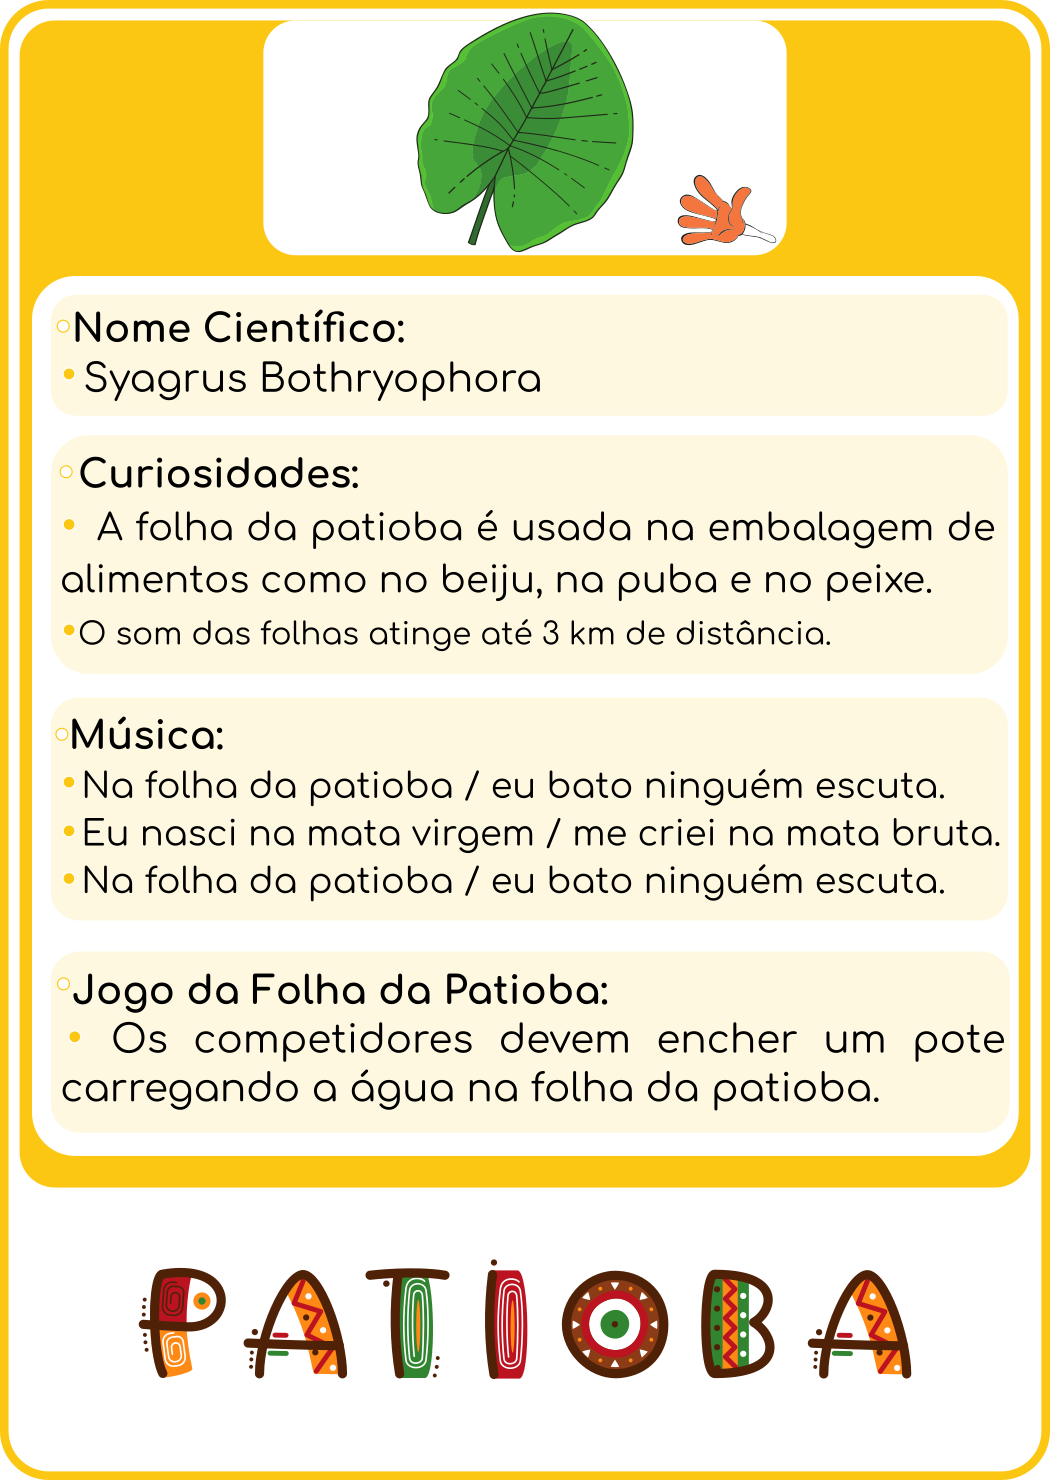 Nome Científico:
Syagrus Bothryophora
Curiosidades:
A folha da patioba é usada na embalagem de
alimentos como no beiju, na puba e no peixe.
O som das folhas atinge até 3 km de distância.
Música:
Na folha da patioba / eu bato ninguém escuta.
Eu nasci na mata virgem / me criei na mata bruta.
Na folha da patioba / eu bato ninguém escuta.
Jogo da Folha da Patioba:
Os competidores devem encher um pote
carregando a água na folha da patioba.
PATIOBA